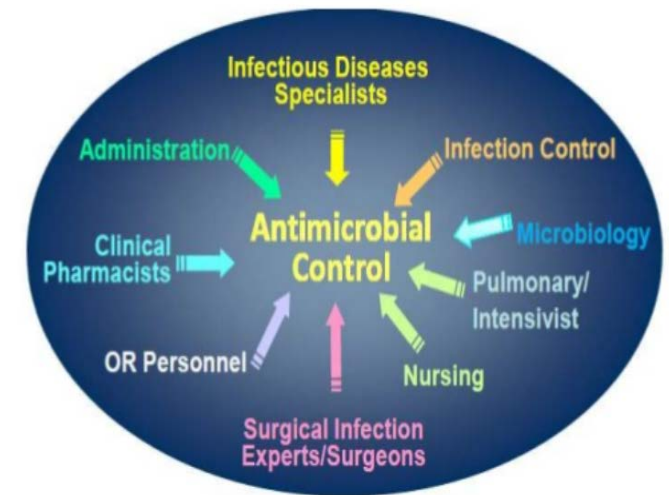 Infectious Diseases
Specialists
Administration
Infection Control
Antimicrobial
Control
Microbiology
Clinical
Pharmacists
Pulmonary/
Intensivist
OR Personnel
Nursing
Surgical Infection
Experts/Surgeons